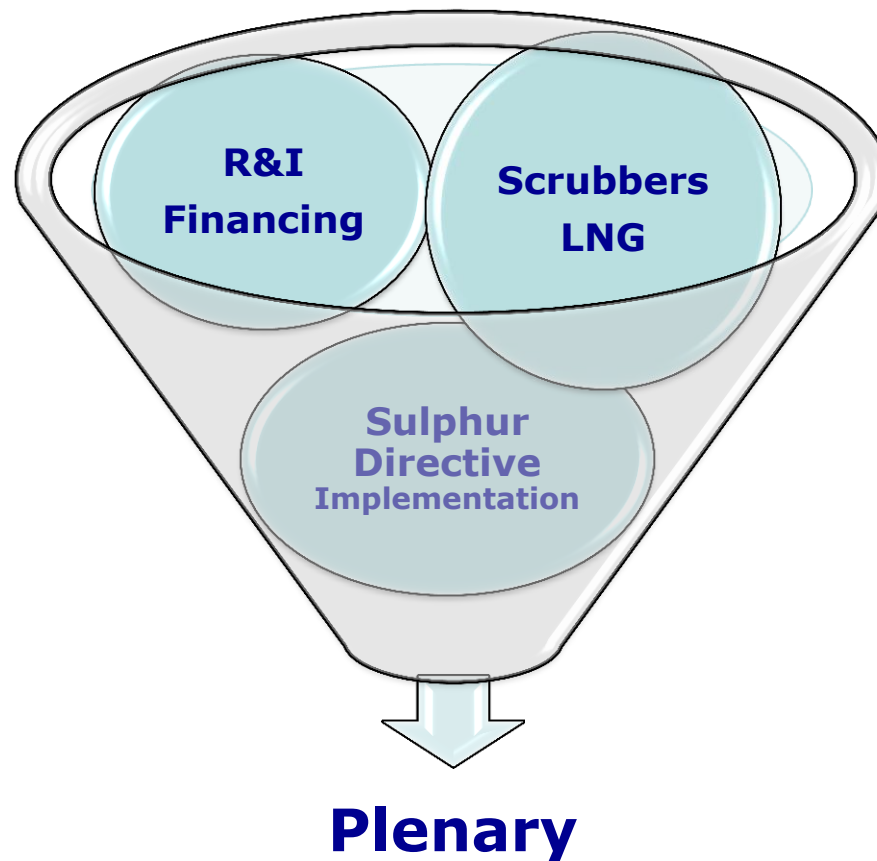 R&I
Financing
Scrubbers
LNG
Sulphur
Directive
Implementation
Plenary